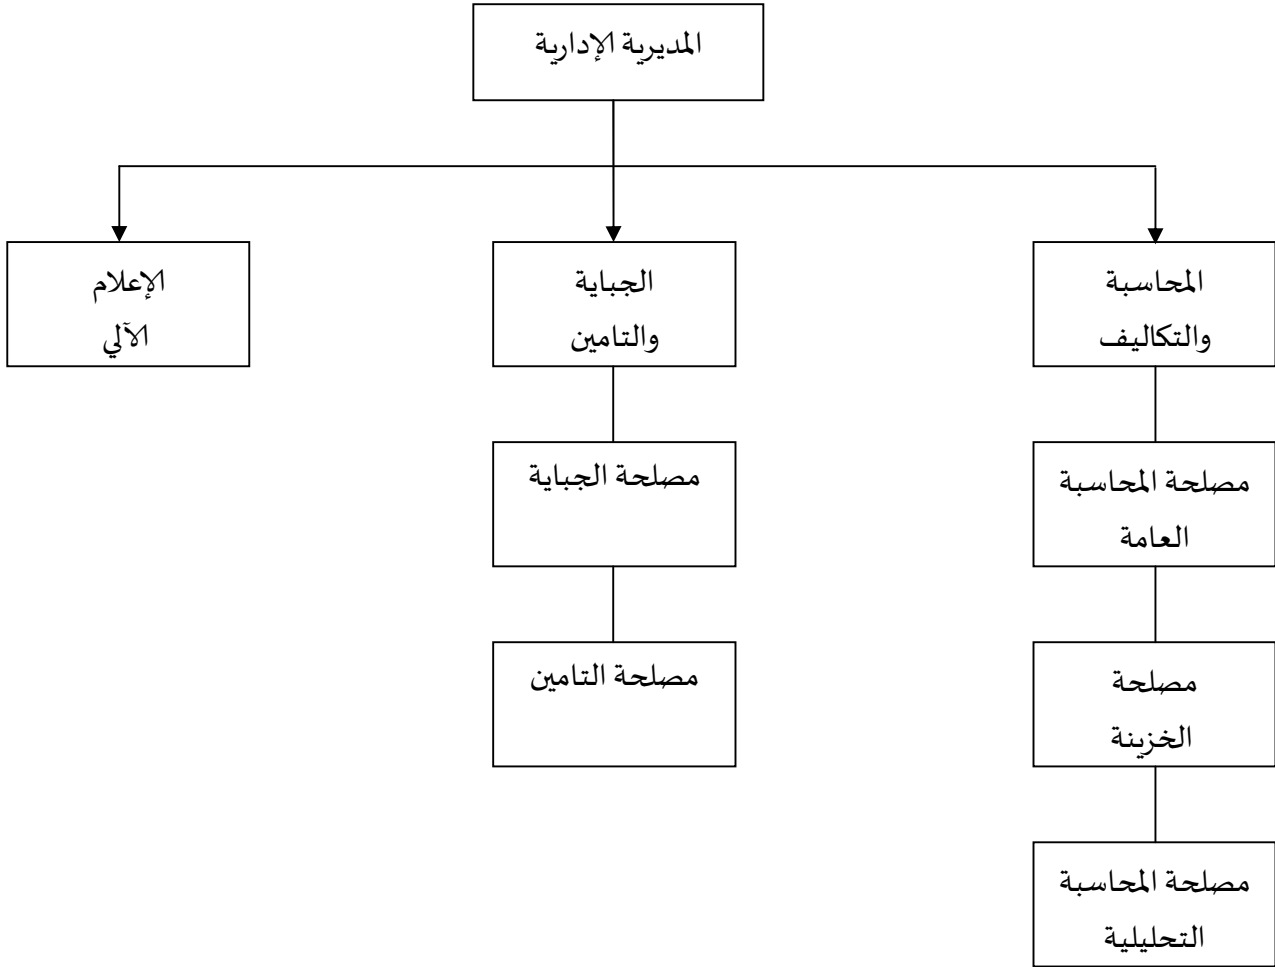 المديرية الإدارية
المحاسبة
والتكاليف
الجباية
والتامين
الإعلام
الآلي
مصلحة المحاسبة
العامة
مصلحة الجباية
مصلحة
الخزينة
مصلحة التامين
مصلحة المحاسبة
التحليلية